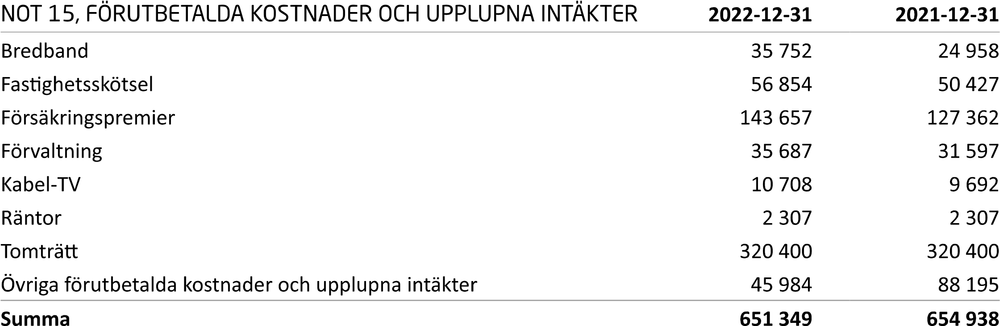 NOT 15, FÖRUTBETALDA KOSTNADER OCH UPPLUPNA INTÄKTER 2022-12-31 2021-12-31
Bredband 35 752 24 958
Fastighetsskötsel 56 854 50 427
Försäkringspremier 143 657 127 362
Förvaltning 35 687 31 597
Kabel-TV 10 708 9 692
Räntor 2 307 2 307
Tomträtt 320 400 320 400
Övriga förutbetalda kostnader och upplupna intäkter 45 984 88 195
Summa 651 349 654 938